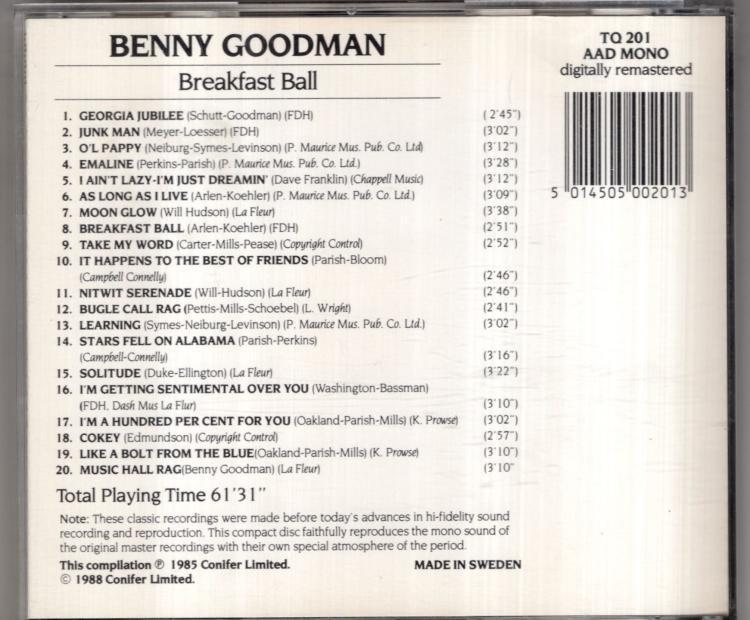 BENNY GOODMAN
Breakfast Ball
TQ 201
AAD MONO
digitally remastered
5 014505 002013
1. GEORGIA JUBILEE (Schutt-Goodman) (FDH) (2'45")
2. JUNK MAN (Meyer-Loesser) (FDH) (3'02")
3. O'L PAPPY (Neiburg-Symes-Levinson) (P. Maurice Mus. Pub. Co. Ltd) (3'12")
4. EMALINE (Perkins-Parish) (P. Maurice Mus. Pub. Co. Ltd.) (3'28")
5. I AIN'T LAZY-I'M JUST DREAMIN' (Dave Franklin) (Chappell Music) (3'12")
6. AS LONG AS I LIVE (Arlen-Koehler) (P. Maurice Mus. Pub. Co. Ltd.) (3'09")
7. MOON GLOW (Will Hudson) (La Fleur) (3'38")
8. BREAKFAST BALL (Arlen-Koehler) (FDH) (2'51")
9. TAKE MY WORD (Carter-Mills-Pease) (Copyright Control) (2'52")
10. IT HAPPENS TO THE BEST OF FRIENDS (Parish-Bloom)
(Campbell Connelly) (2'46")
11. NITWIT SERENADE (Will-Hudson) (La Fleur) (2'46")
12. BUGLE CALL RAG (Pettis-Mills-Schoebel) (L. Wright) (2'41")
13. LEARNING (Symes-Neiburg-Levinson) (P. Maurice Mus. Pub. Co. Ltd.) (3'02")
14. STARS FELL ON ALABAMA (Parish-Perkins)
(Campbell-Connelly) (3'16")
15. SOLITUDE (Duke-Ellington) (La Fleur) (3'22")
16. I'M GETTING SENTIMENTAL OVER YOU (Washington-Bassman)
(FDH, Dash Mus La Flur) (3'10")
17. I'M A HUNDRED PER CENT FOR YOU (Oakland-Parish-Mills) (K. Prowse) (3'02")
18. COKEY (Edmundson) (Copyright Control) (2'57")
19. LIKE A BOLT FROM THE BLUE(Oakland-Parish-Mills) (K. Prowse) (3'10")
20. MUSIC HALL RAG(Benny Goodman) (La Fleur) (3'10"
Total Playing Time 61'31"
Note: These classic recordings were made before today's advances in hi-fidelity sound
recording and reproduction. This compact disc faithfully reproduces the mono sound of
the original master recordings with their own special atmosphere of the period.
This compilation ℗ 1985 Conifer Limited. MADE IN SWEDEN
© 1988 Conifer Limited.